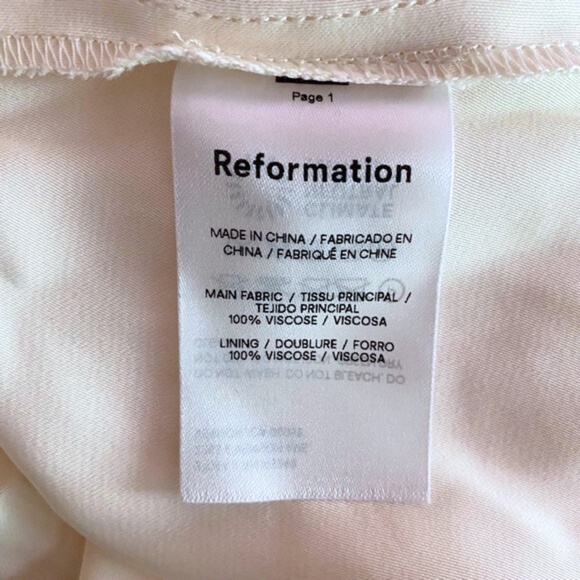 Page 1
Reformation
MADE IN CHINA / FABRICADO EN
CHINA / FABRIQUÉ EN CHINE
MAIN FABRIC / TISSU PRINCIPAL /
TEJIDO PRINCIPAL
100% VISCOSE / VISCOSA
LINING / DOUBLURE / FORRO
100% VISCOSE / VISCOSA